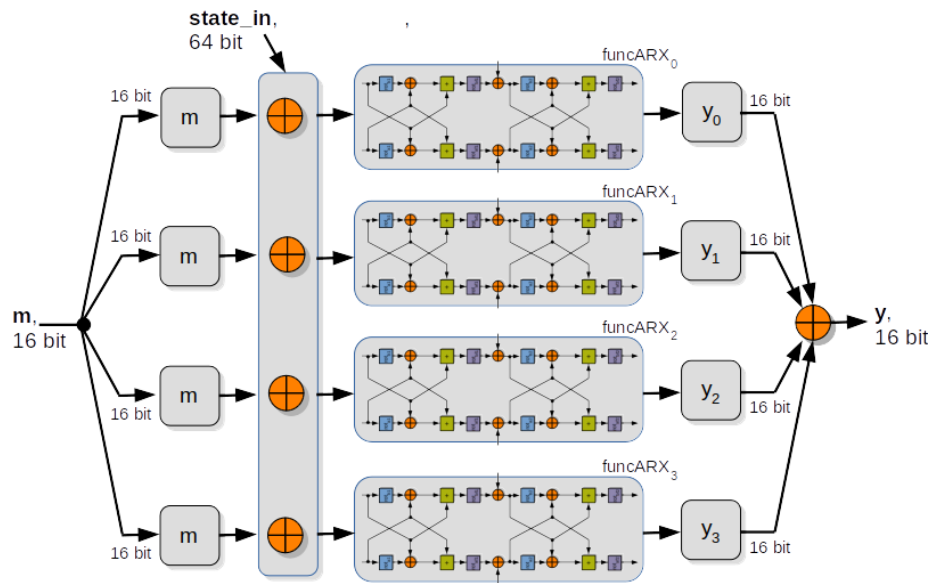 state_in,
64 bit
,
funcARX0
16 bit
m
y0
16 bit
funcARX1
16 bit
m
y1
16 bit
m,
16 bit
y,
16 bit
funcARX2
m
16 bit
y2
16 bit
funcARX3
m
16 bit
y3
16 bit